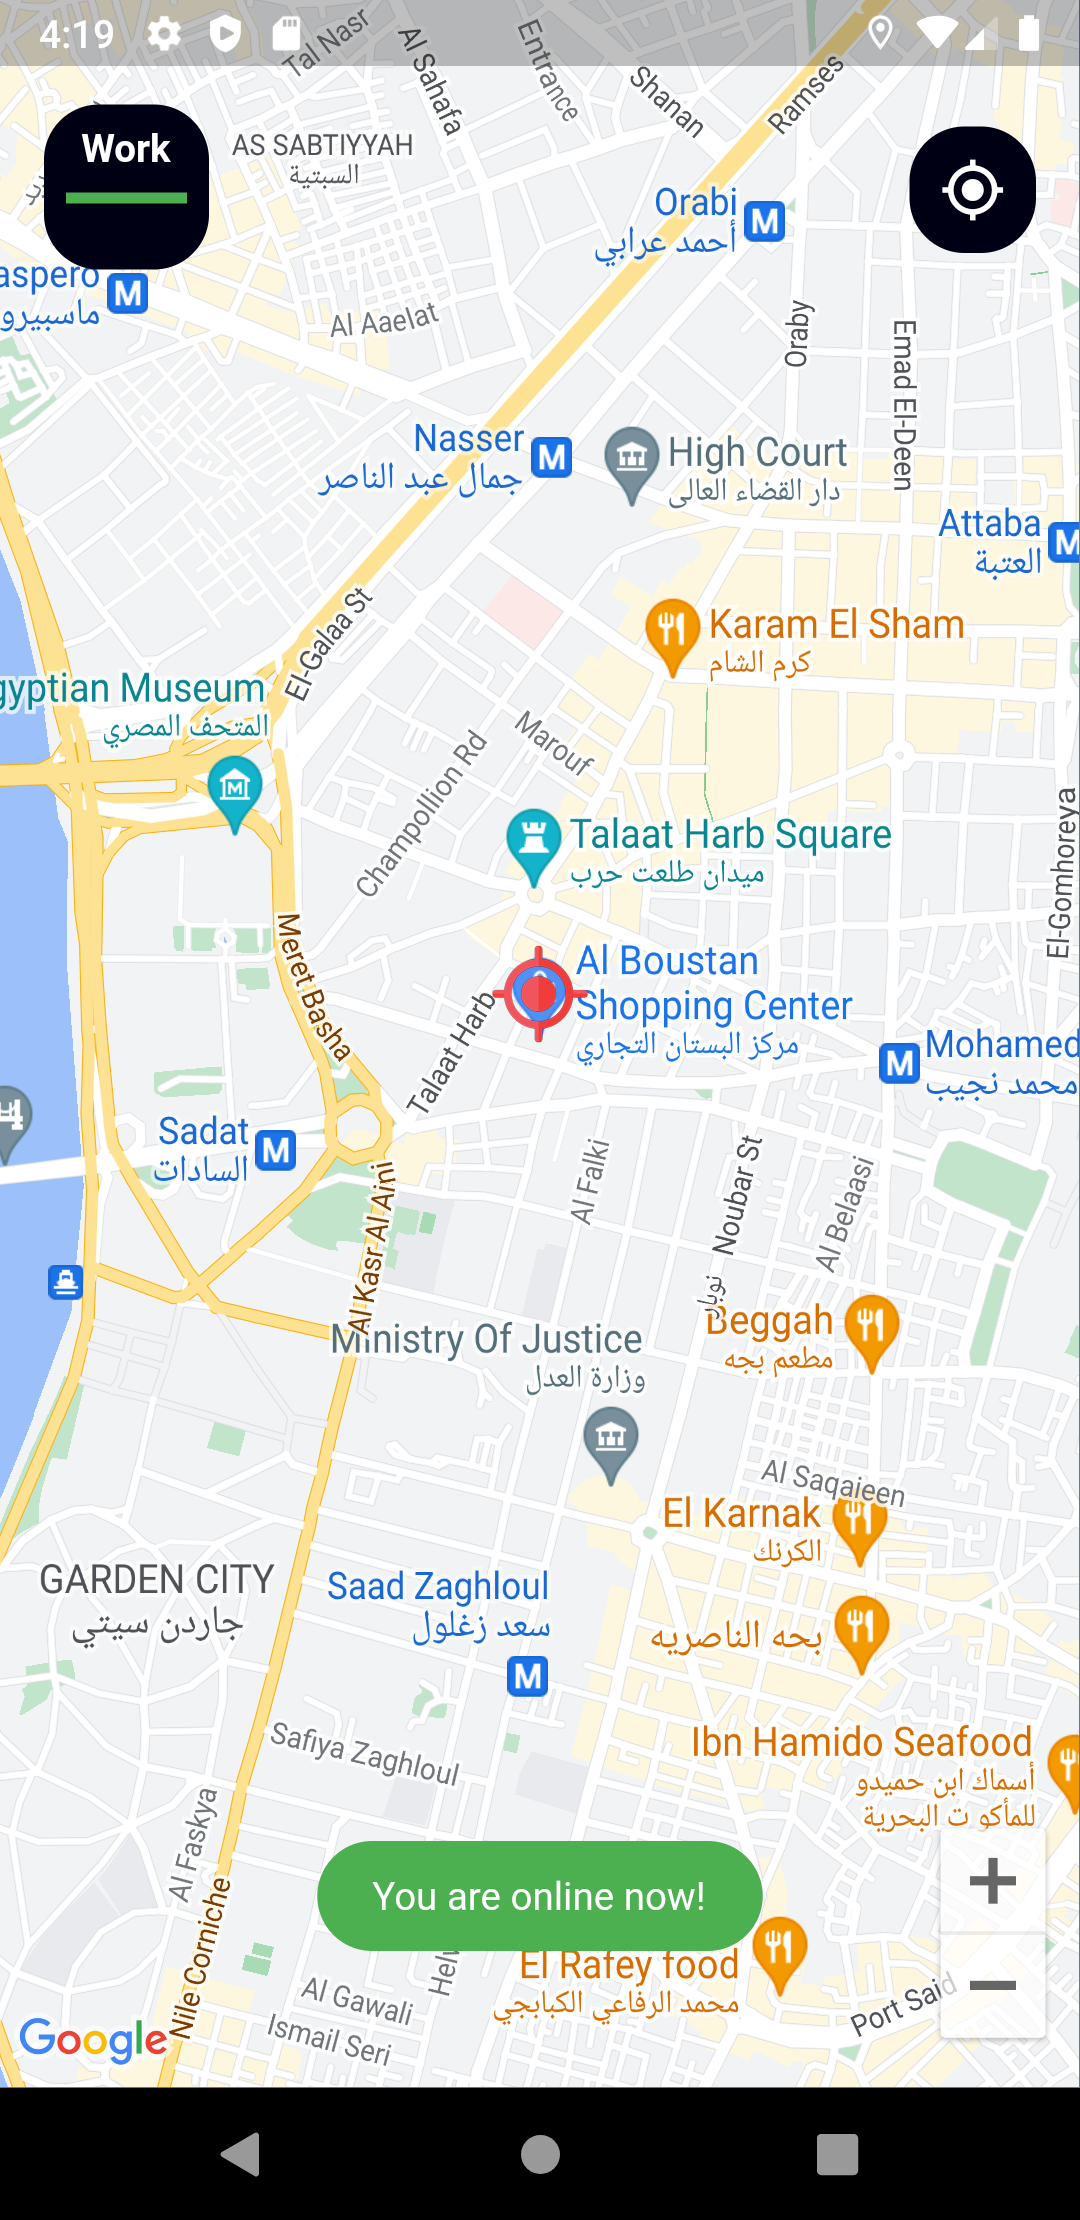 4:19
Tal Nasr
Al Sahafa
Entrance
Shanan
Ramses
Work
AS SABTIYYAH
السبتية
Orabi
أحمد عرابي
M
aspero
ماسبيرو
M
Al Aaelat
Oraby
Emad El-Deen
Nasser
جمال عبد الناصر
M
High Court
دار القضاء العالى
Attaba
العتبة
M
El-Galaa St
Karam El Sham
كرم الشام
gyptian Museum
المتحف المصري
M
Marouf
Champollion Rd
Talaat Harb Square
ميدان طلعت حرب
El-Gomhoreya
Meret Basha
Al Boustan
Shopping Center
مركز البستان التجاري
Talaat Harb
M
Mohamed
محمد نجيب
Sadat
السادات
M
Al Falki
Noubar St
نوبار
Al Belaasi
Al Kasr Al Aini
Beggah
مطعم بجه
Ministry Of Justice
وزارة العدل
Al Saqaieen
El Karnak
الكرنك
GARDEN CITY
جاردن سيتي
Saad Zaghloul
سعد زغلول
M
بحه الناصريه
Safiya Zaghloul
Ibn Hamido Seafood
أسماك ابن حميدو
للمأكو ت البحرية
Al Faskya
Nile Corniche
You are online now!
Helw
El Rafey food
محمد الرفاعي الكبابجي
Al Gawali
Ismail Seri
Port Said
Google